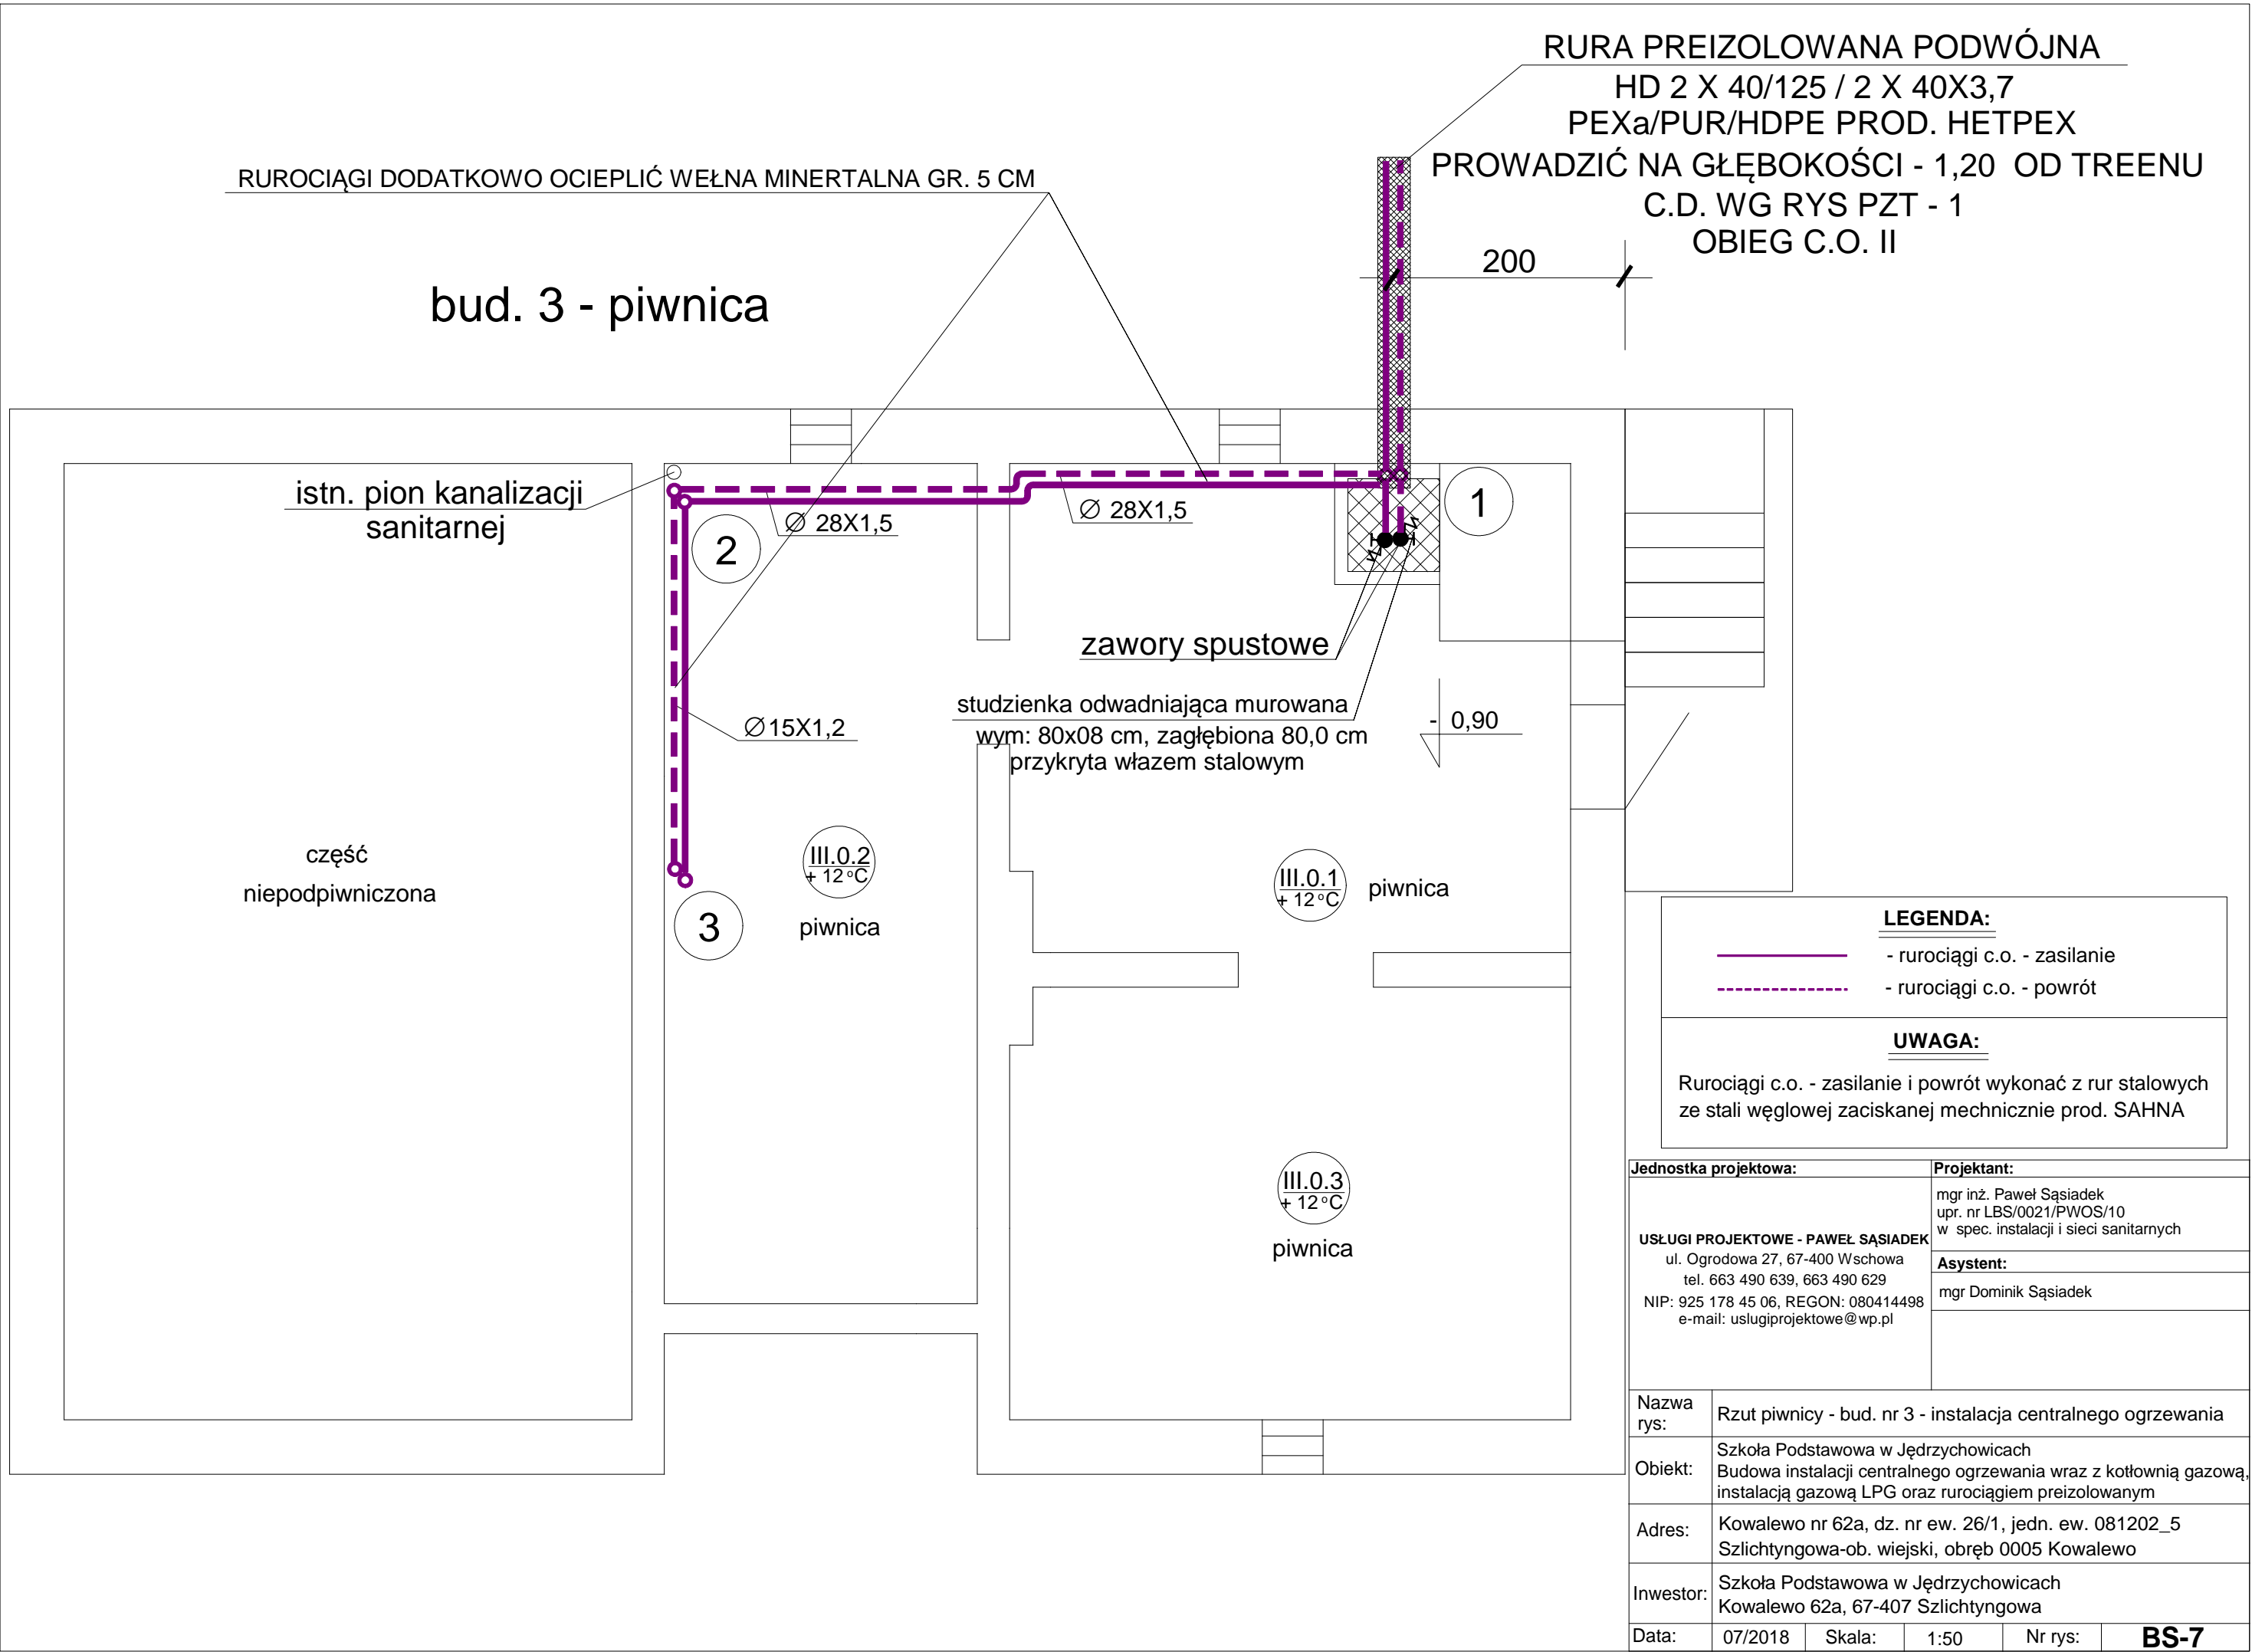 RURA PREIZOLOWANA PODWÓJNA
HD 2 X 40/125 / 2 X 40X3,7
PEXa/PUR/HDPE PROD. HETPEX
PROWADZIĆ NA GŁĘBOKOŚCI - 1,20 OD TREENU
C.D. WG RYS PZT - 1
OBIEG C.O. II
RUROCIĄGI DODATKOWO OCIEPLIĆ WEŁNA MINERTALNA GR. 5 CM
200
bud. 3 - piwnica
istn. pion kanalizacji
sanitarnej
Ø 28X1,5
Ø 28X1,5
1
2
zawory spustowe
studzienka odwadniająca murowana
wym: 80x08 cm, zagłębiona 80,0 cm
przykryta włazem stalowym
- 0,90
Ø15X1,2
część
niepodpiwniczona
III.0.2
+ 12 °C
piwnica
3
III.0.1
+ 12 °C
piwnica
III.0.3
+ 12 °C
piwnica
LEGENDA:
- rurociągi c.o. - zasilanie
- rurociągi c.o. - powrót
UWAGA:
Rurociągi c.o. - zasilanie i powrót wykonać z rur stalowych
ze stali węglowej zaciskanej mechnicznie prod. SAHNA
Jednostka projektowa:
USŁUGI PROJEKTOWE - PAWEŁ SĄSIADEK
ul. Ogrodowa 27, 67-400 Wschowa
tel. 663 490 639, 663 490 629
NIP: 925 178 45 06, REGON: 080414498
e-mail: uslugiprojektowe@wp.pl
Projektant:
mgr inż. Paweł Sąsiadek
upr. nr LBS/0021/PWOS/10
w spec. instalacji i sieci sanitarnych
Asystent:
mgr Dominik Sąsiadek
Nazwa
rys:
Rzut piwnicy - bud. nr 3 - instalacja centralnego ogrzewania
Obiekt:
Szkoła Podstawowa w Jędrzychowicach
Budowa instalacji centralnego ogrzewania wraz z kotłownią gazową,
instalacją gazową LPG oraz rurociągiem preizolowanym
Adres:
Kowalewo nr 62a, dz. nr ew. 26/1, jedn. ew. 081202_5
Szlichtyngowa-ob. wiejski, obręb 0005 Kowalewo
Inwestor:
Szkoła Podstawowa w Jędrzychowicach
Kowalewo 62a, 67-407 Szlichtyngowa
Data: 07/2018 Skala: 1:50 Nr rys: BS-7